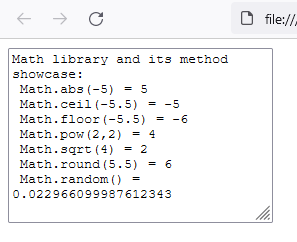 file:///
Math library and its method
showcase:
Math.abs(-5) = 5
Math.ceil(-5.5) = -5
Math.floor(-5.5) = -6
Math.pow(2,2) = 4
Math.sqrt(4) = 2
Math.round(5.5) = 6
Math.random() =
0.022966099987612343